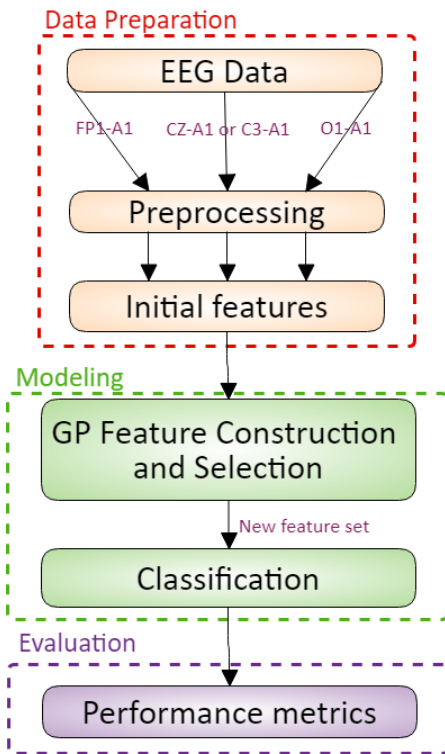 Data Preparation
EEG Data
FP1-A1 CZ-A1 or C3-A1 O1-A1
Preprocessing
Initial features
Modeling
GP Feature Construction
and Selection
New feature set
Classification
Evaluation
Performance metrics